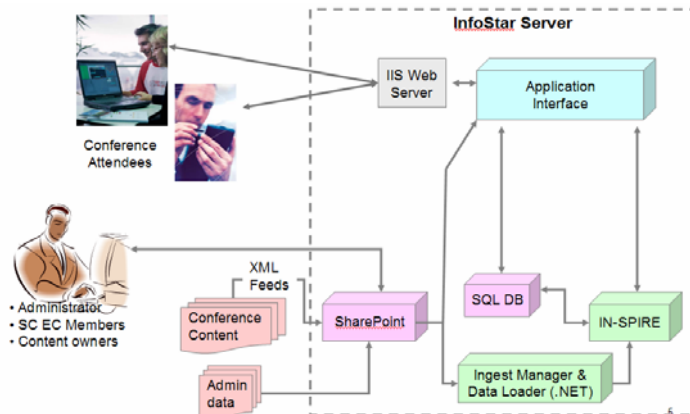 InfoStar Server
IIS Web
Server
Application
Interface
Conference
Attendees
XML
Feeds
• Administrator
• SC EC Members
• Content owners
Conference
Content
SharePoint
SQL DB
IN-SPIRE
Admin
data
Ingest Manager &
Data Loader (.NET)